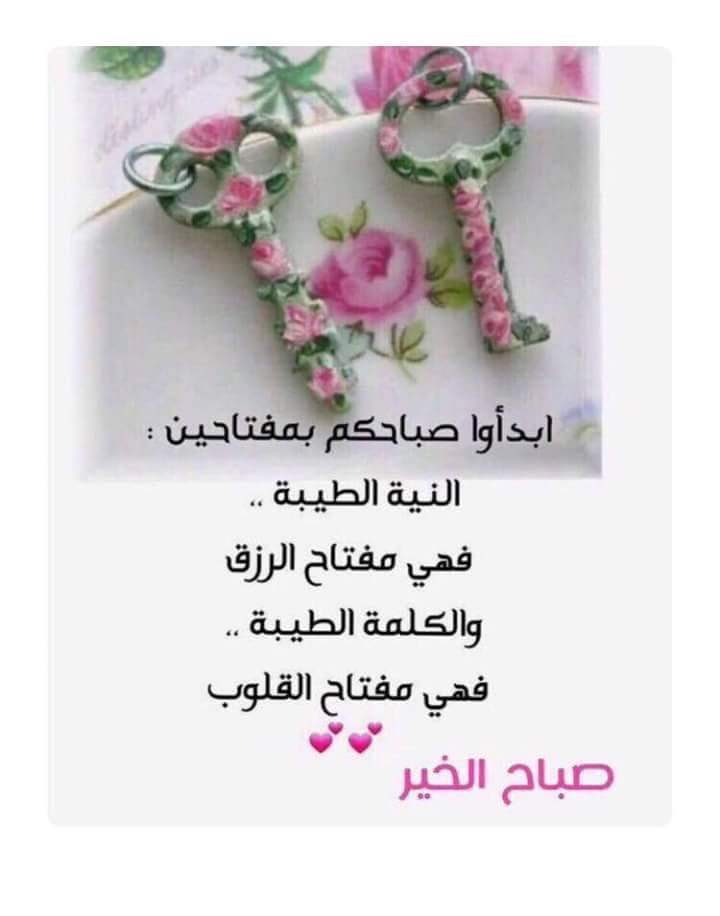 ابدأوا صباحكم بمفتاحين :
النية الطيبة ..
فهي مفتاح الرزق
والكلمة الطيبة ..
فهي مفتاح القلوب
💕💕
صباح الخير